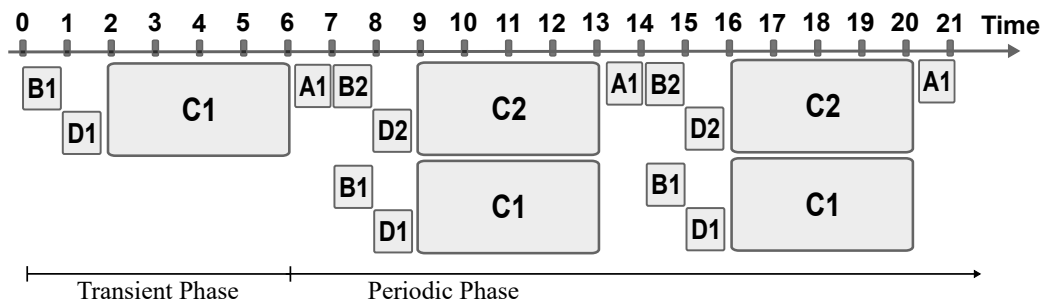 0 1 2 3 4 5 6 7 8 9 10 11 12 13 14 15 16 17 18 19 20 21 Time
B1 C1 A1 B2 C2 A1 B2 C2 A1
D1 D2 D2
B1 C1 B1 C1
D1 D1
Transient Phase Periodic Phase